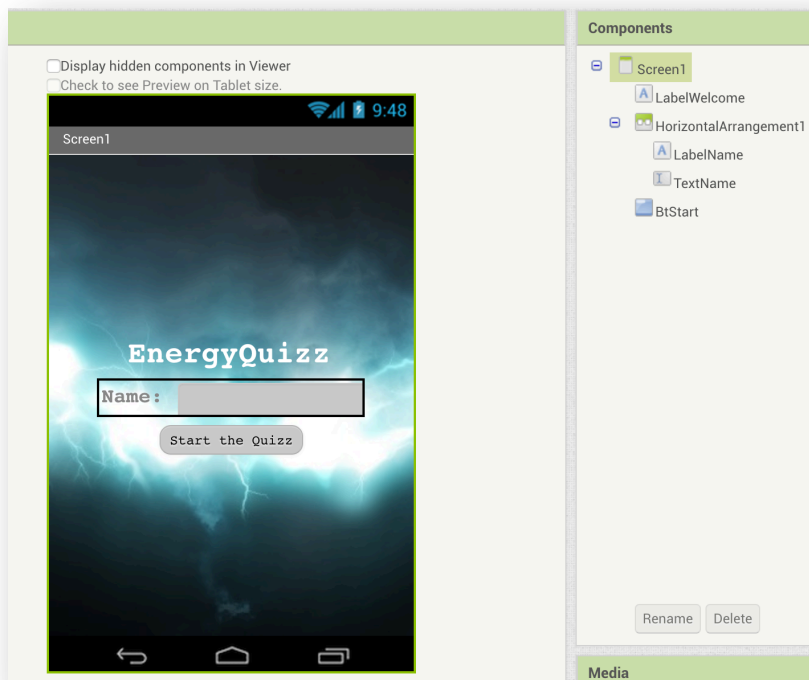 Components
Display hidden components in Viewer
Check to see Preview on Tablet size.
9:48
Screen1
EnergyQuizz
Name:
Start the Quizz
Screen1
LabelWelcome
HorizontalArrangement1
LabelName
TextName
BtStart
Rename Delete
Media